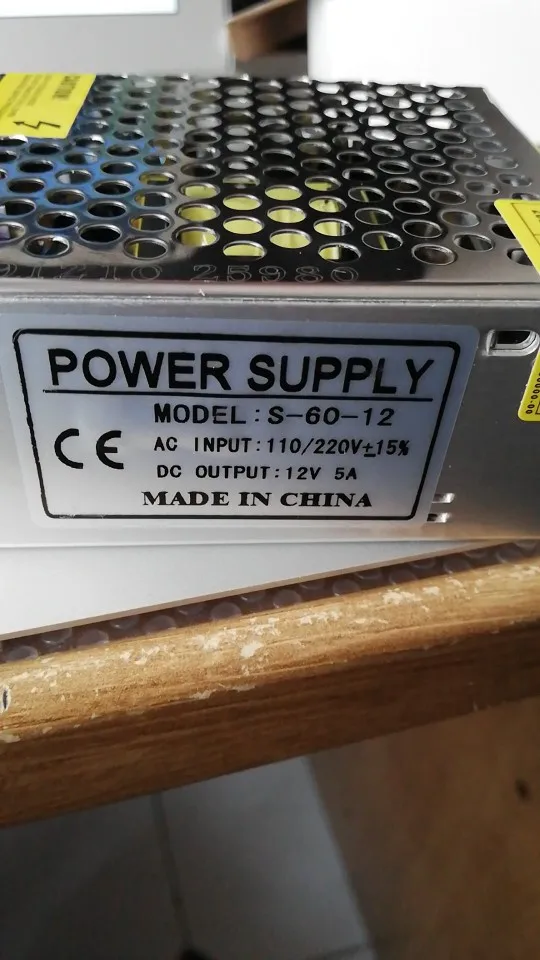 POWER SUPPLY
MODEL:S-60-12
CE
AC INPUT:110/220V±15%
DC OUTPUT:12V 5A
MADE IN CHINA